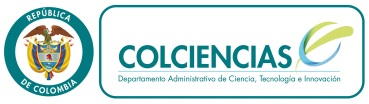 REPÚBLICA
DE COLOMBIA
COLCIENCIAS
Departamento Administrativo de Ciencia, Tecnología e Innovación